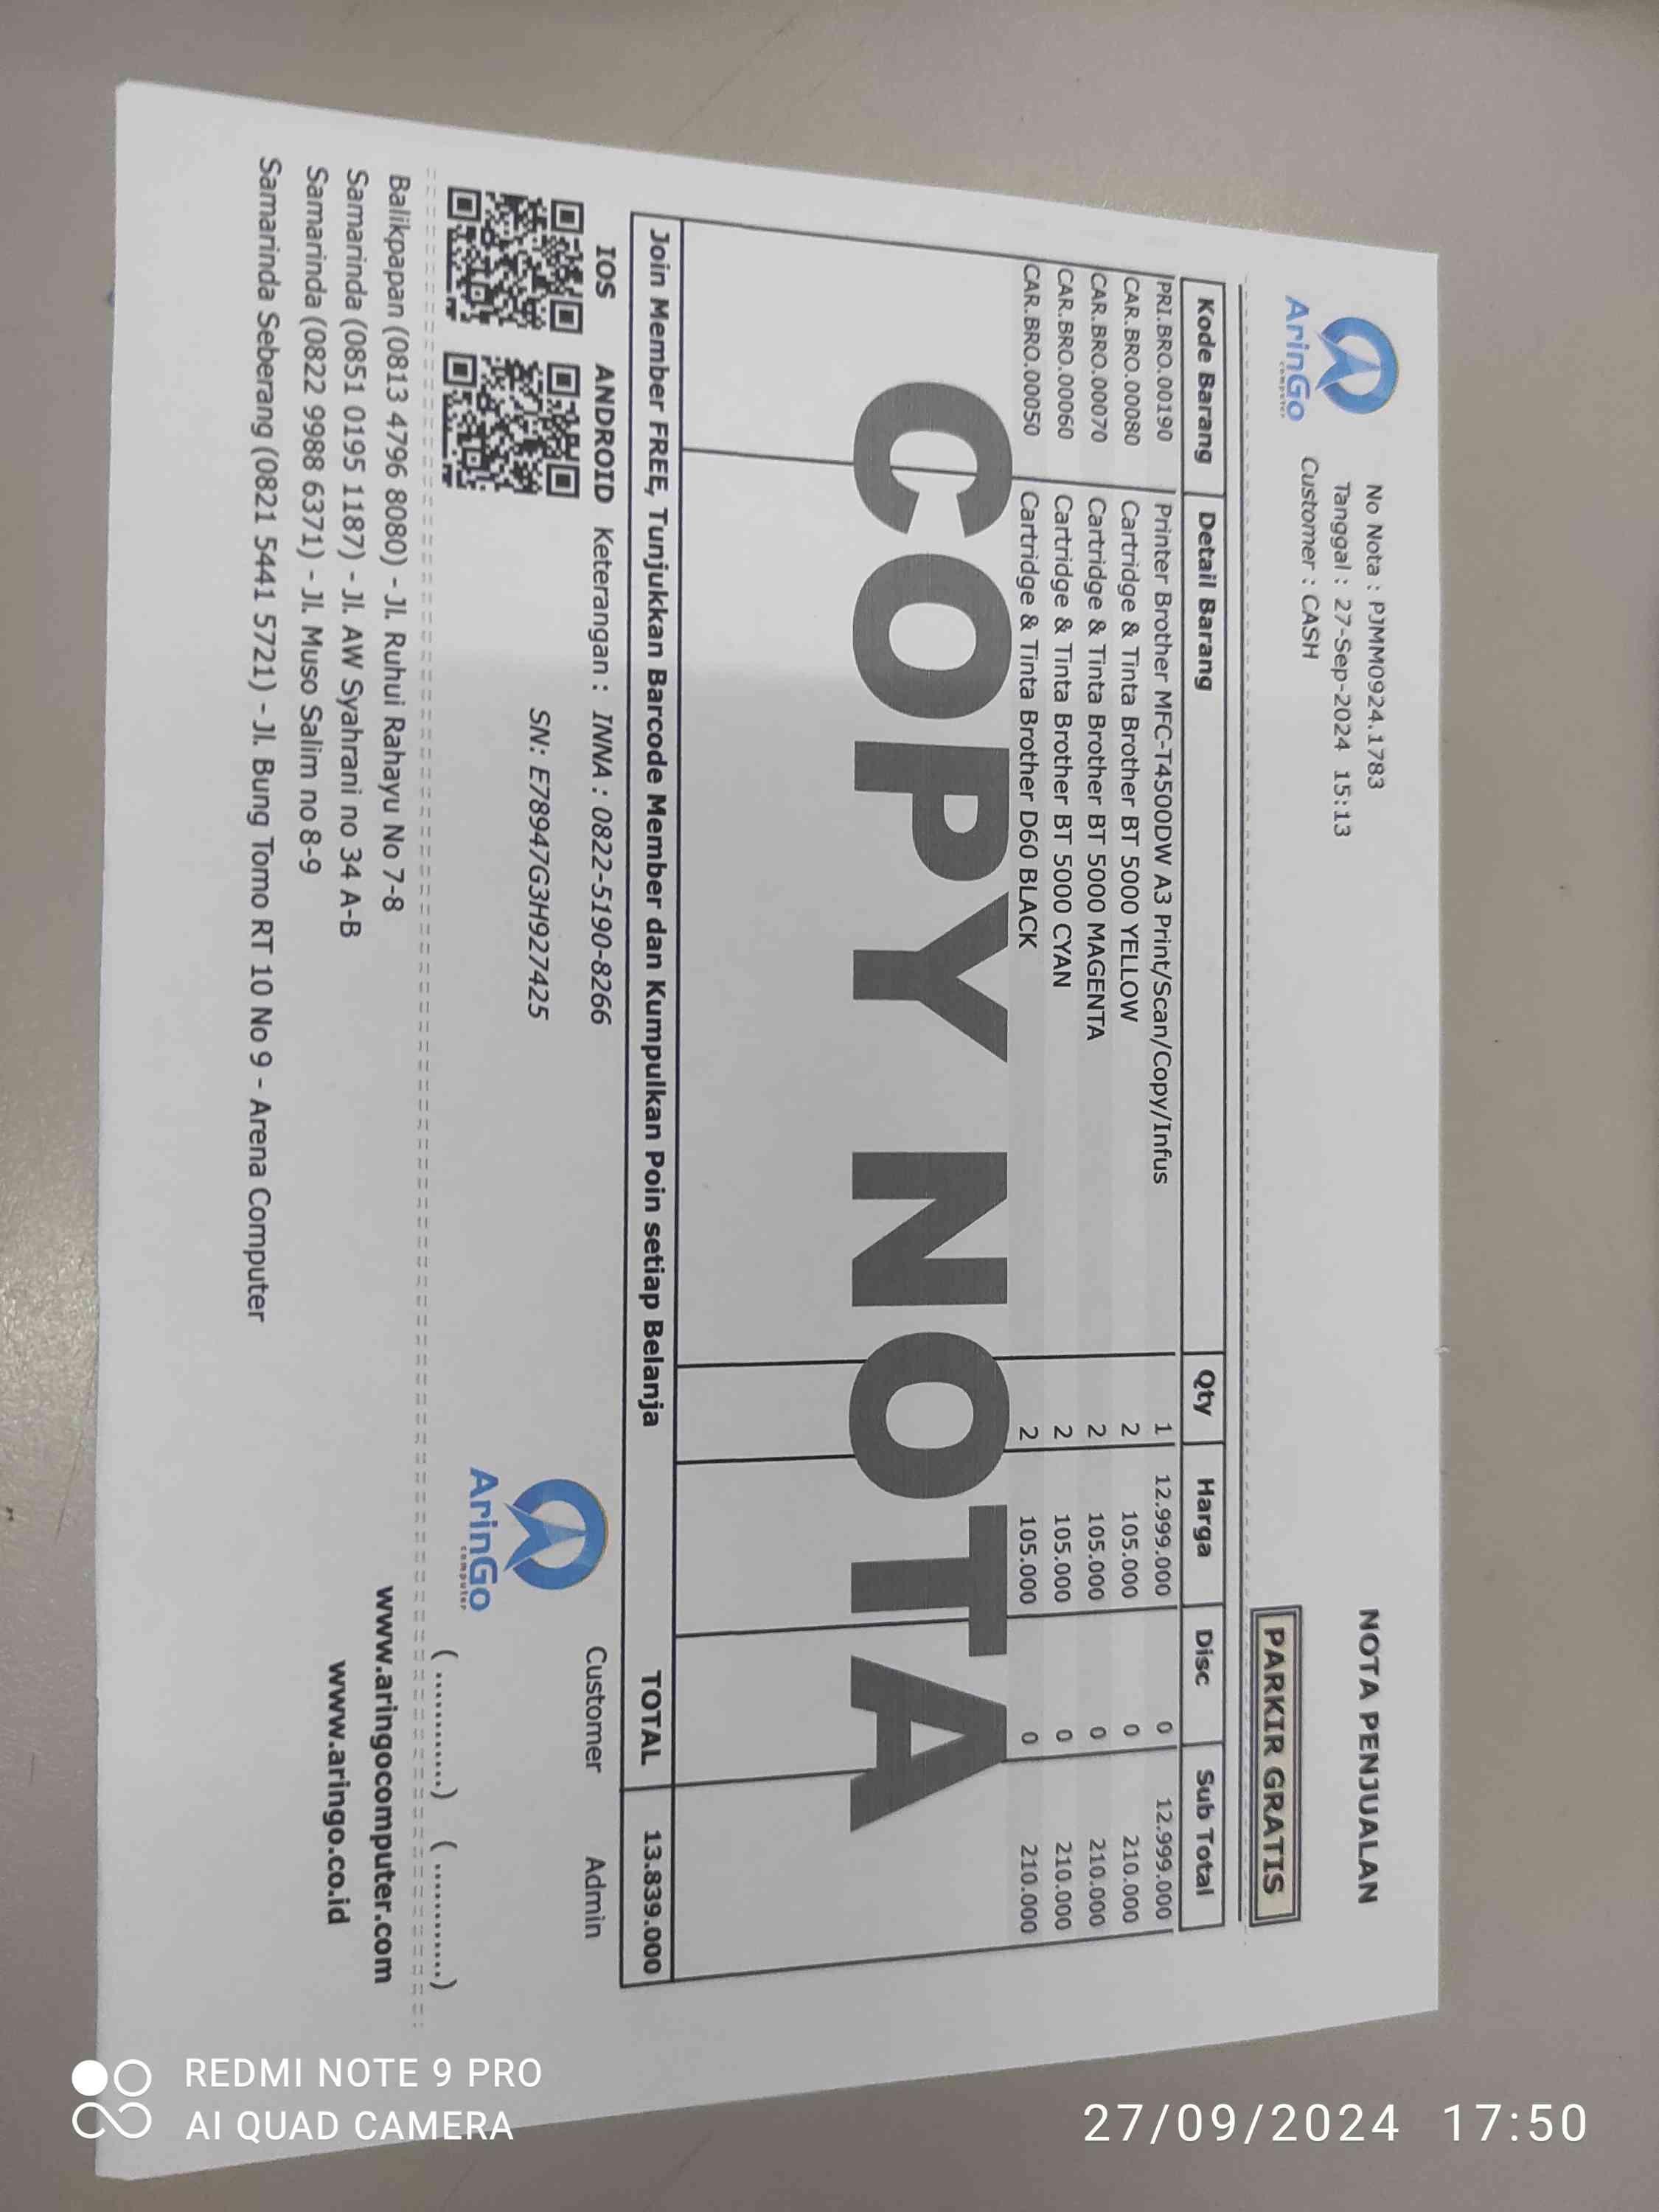 ArinGo
computer
No Nota : PJMM0924.1783
Tanggal : 27-Sep-2024 15:13
Customer : CASH
NOTA PENJUALAN
PARKIR GRATIS
Kode Barang Detail Barang Qty Harga Disc Sub Total
PRI.BRO.00190 Printer Brother MFC-T4500DW A3 Print/Scan/Copy/Infus 1 12.999.000 0 12.999.000
CAR.BRO.00080 Cartridge & Tinta Brother BT 5000 YELLOW 2 105.000 0 210.000
CAR.BRO.00070 Cartridge & Tinta Brother BT 5000 MAGENTA 2 105.000 0 210.000
CAR.BRO.00060 Cartridge & Tinta Brother BT 5000 CYAN 2 105.000 0 210.000
CAR.BRO.00050 Cartridge & Tinta Brother D60 BLACK 2 105.000 0 210.000
COPY NOTA
Join Member FREE, Tunjukkan Barcode Member dan Kumpulkan Poin setiap Belanja TOTAL 13.839.000
IOS ANDROID Keterangan : INNA : 0822-5190-8266
SN: E78947G3H927425
Customer Admin
ArinGo
computer
( ..........) ( ...........)
Balikpapan (0813 4796 8080) - Jl. Ruhui Rahayu No 7-8
Samarinda (0851 0195 1187) - Jl. AW Syahrani no 34 A-B
Samarinda (0822 9988 6371) - Jl. Muso Salim no 8-9
Samarinda Seberang (0821 5441 5721) - Jl. Bung Tomo RT 10 No 9 - Arena Computer
www.aringocomputer.com
www.aringo.co.id
REDMI NOTE 9 PRO
AI QUAD CAMERA
27/09/2024 17:50